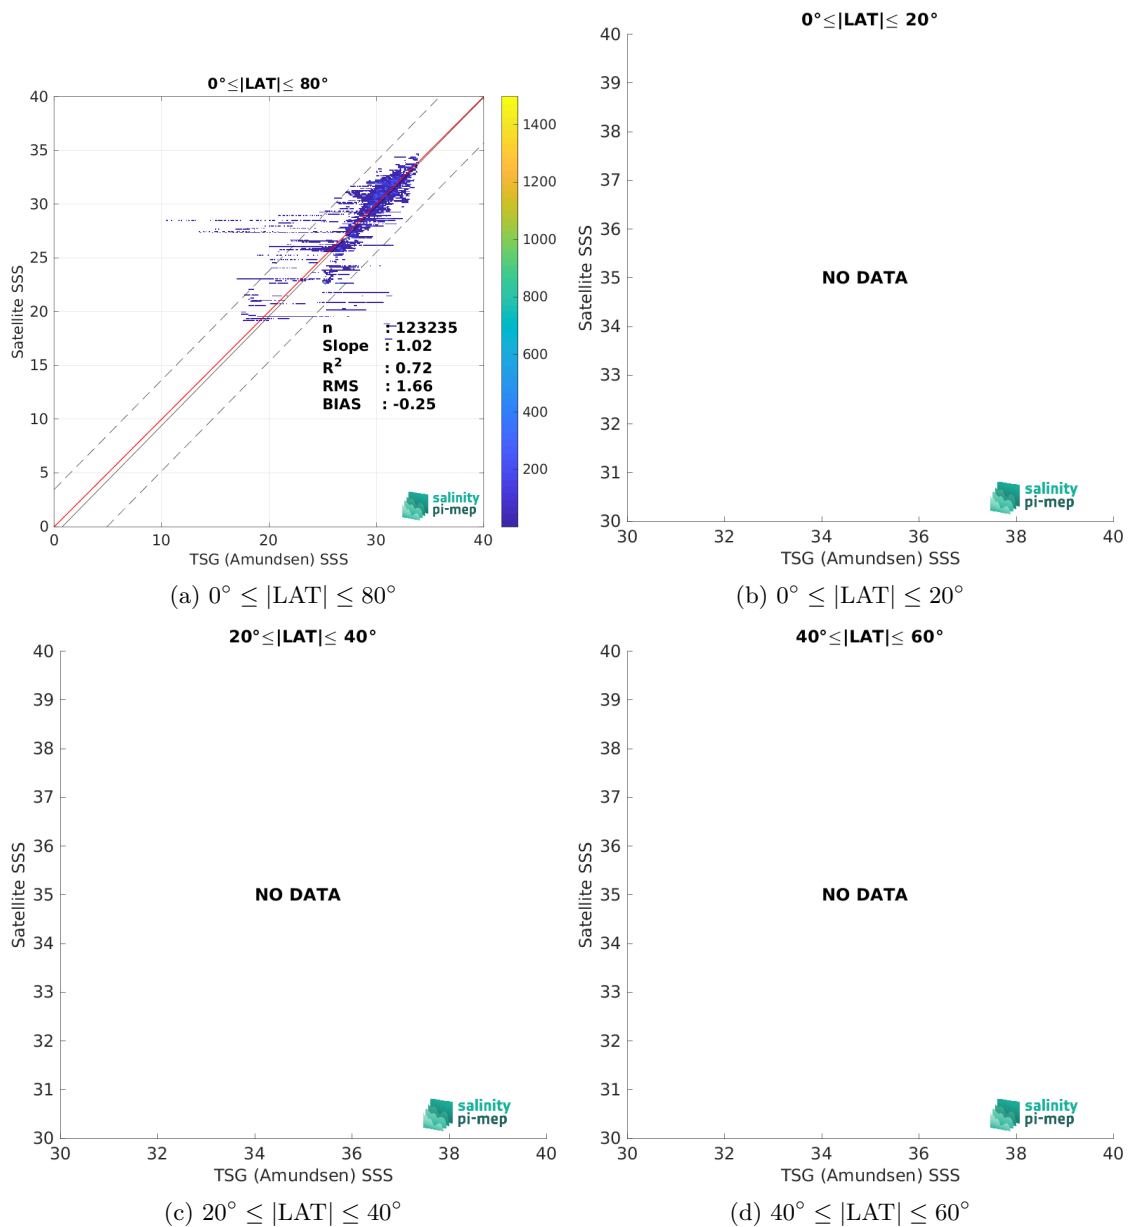 0°≤|LAT|≤ 80°
40
35
30
25
20
15
10
5
0
0
10
20
30
40
Satellite SSS
TSG (Amundsen) SSS
n : 123235
Slope : 1.02
R² : 0.72
RMS : 1.66
BIAS : -0.25
1400
1200
1000
800
600
400
200
salinity
pi-mep
(a) 0° ≤ |LAT| ≤ 80°
0°≤|LAT|≤ 20°
40
39
38
37
36
35
34
33
32
31
30
30
32
34
36
38
40
Satellite SSS
TSG (Amundsen) SSS
NO DATA
salinity
pi-mep
(b) 0° ≤ |LAT| ≤ 20°
20°≤|LAT|≤ 40°
40
39
38
37
36
35
34
33
32
31
30
30
32
34
36
38
40
Satellite SSS
TSG (Amundsen) SSS
NO DATA
salinity
pi-mep
(c) 20° ≤ |LAT| ≤ 40°
40°≤|LAT|≤ 60°
40
39
38
37
36
35
34
33
32
31
30
30
32
34
36
38
40
Satellite SSS
TSG (Amundsen) SSS
NO DATA
salinity
pi-mep
(d) 40° ≤ |LAT| ≤ 60°